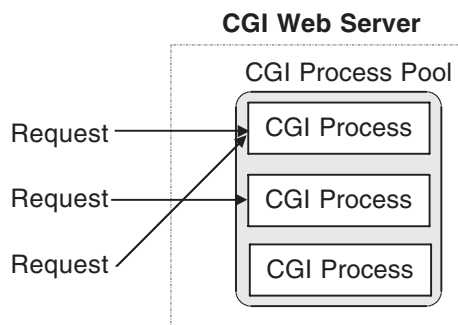 CGI Web Server
CGI Process Pool
Request
CGI Process
Request
CGI Process
Request
CGI Process